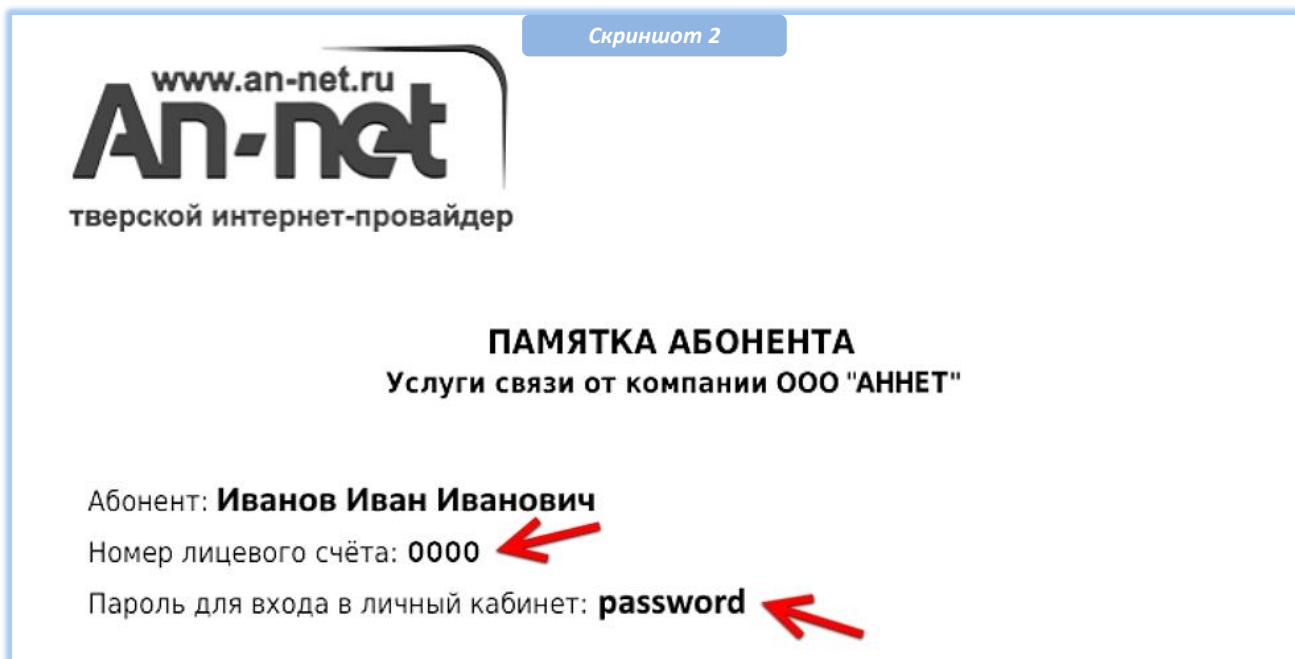 Скриншот 2
www.an-net.ru
An-net
тверской интернет-провайдер
ПАМЯТКА АБОНЕНТА
Услуги связи от компании ООО "АННЕТ"
Абонент: Иванов Иван Иванович
Номер лицевого счёта: 0000
Пароль для входа в личный кабинет: password